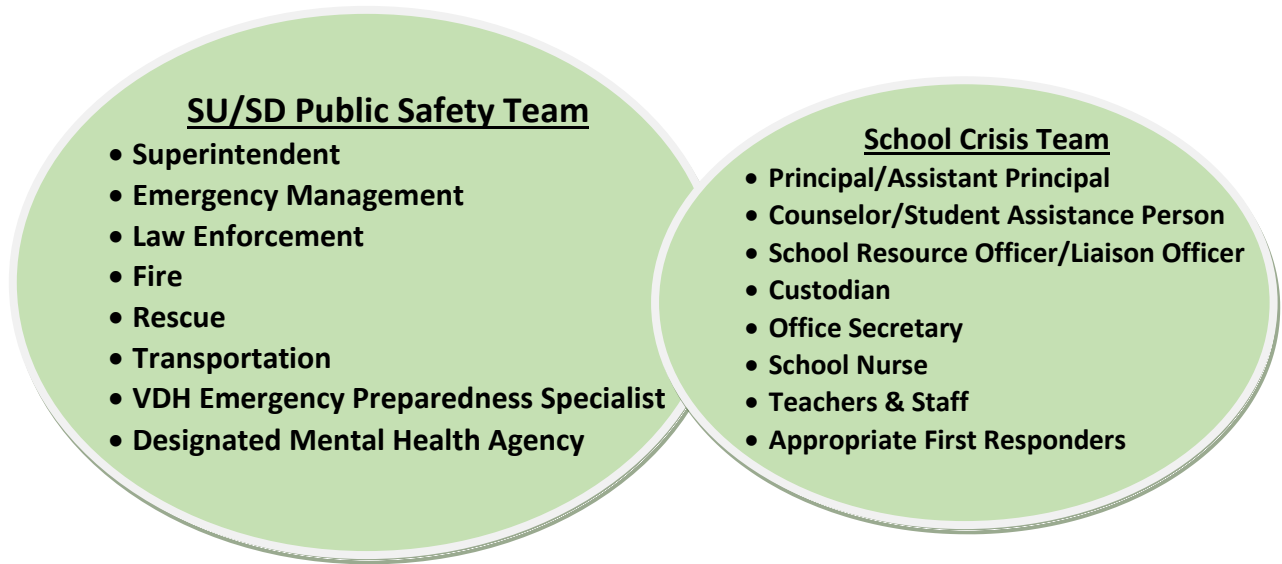 SU/SD Public Safety Team
• Superintendent
• Emergency Management
• Law Enforcement
• Fire
• Rescue
• Transportation
• VDH Emergency Preparedness Specialist
• Designated Mental Health Agency
School Crisis Team
• Principal/Assistant Principal
• Counselor/Student Assistance Person
• School Resource Officer/Liaison Officer
• Custodian
• Office Secretary
• School Nurse
• Teachers & Staff
• Appropriate First Responders